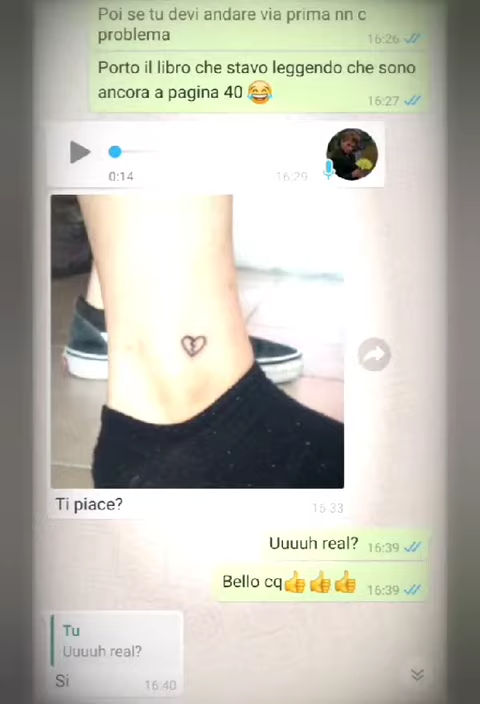 Poi se tu devi andare via prima nn c
problema
16:26
Porto il libro che stavo leggendo che sono
ancora a pagina 40 😂
16:27
0:14
16:29
Ti piace?
16:33
Uuuuh real?
16:39
Bello cq👍👍👍
16:39
Tu
Uuuuh real?
Si
16:40